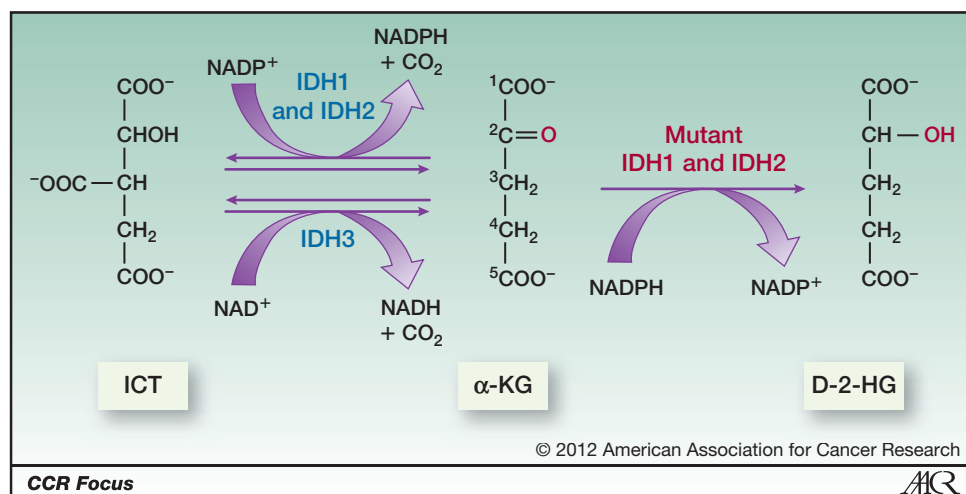 NADP⁺
NADPH
+ CO₂
IDH1
and IDH2
COO⁻
CHOH
⁻OOC — CH
CH₂
COO⁻
IDH3
NAD⁺
NADH
+ CO₂
¹COO⁻
²C=O
³CH₂
⁴CH₂
⁵COO⁻
Mutant
IDH1 and IDH2
NADPH
NADP⁺
COO⁻
CH — OH
CH₂
CH₂
COO⁻
ICT
α-KG
D-2-HG
© 2012 American Association for Cancer Research
CCR Focus
AACR